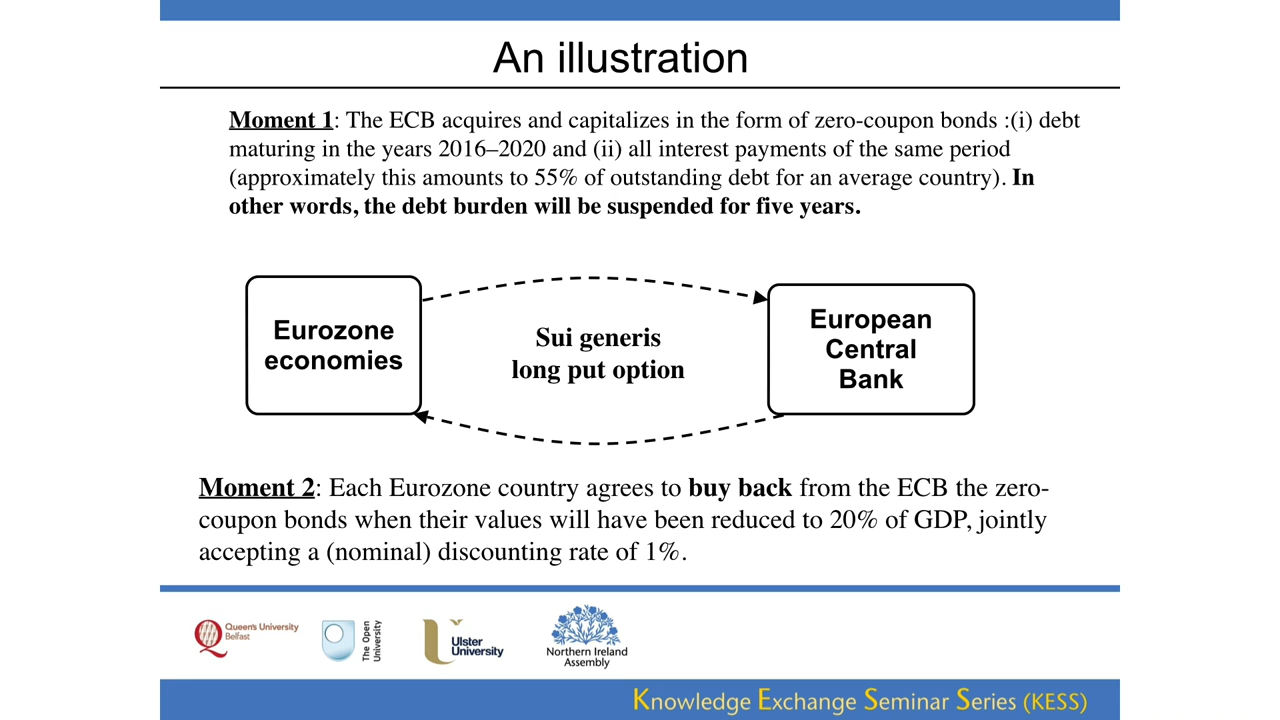 An illustration
Moment 1: The ECB acquires and capitalizes in the form of zero-coupon bonds :(i) debt
maturing in the years 2016–2020 and (ii) all interest payments of the same period
(approximately this amounts to 55% of outstanding debt for an average country). In
other words, the debt burden will be suspended for five years.
Eurozone
economies
Sui generis
long put option
European
Central
Bank
Moment 2: Each Eurozone country agrees to buy back from the ECB the zero-
coupon bonds when their values will have been reduced to 20% of GDP, jointly
accepting a (nominal) discounting rate of 1%.
Queen's University
Belfast
The Open
University
Ulster
University
Northern Ireland
Assembly
Knowledge Exchange Seminar Series (KESS)